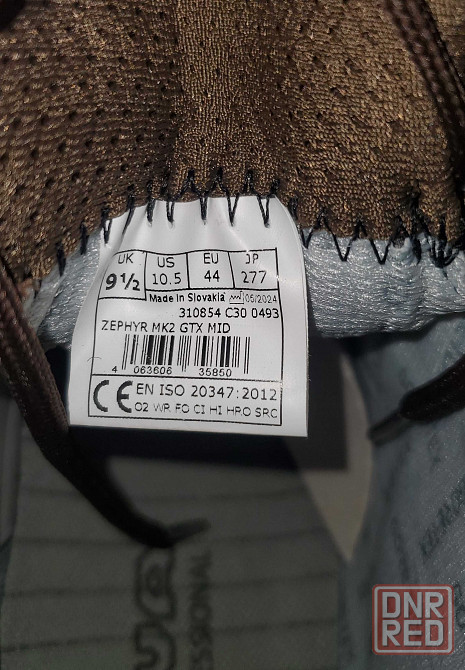 UK US EU JP
9 1/2 10.5 44 277
Made in Slovakia 05/2024
310854 C30 0493
ZEPHYR MK2 GTX MID
4 063606 35850
CE EN ISO 20347:2012
O2 WR FO CI HI HRO SRC
DNR
RED